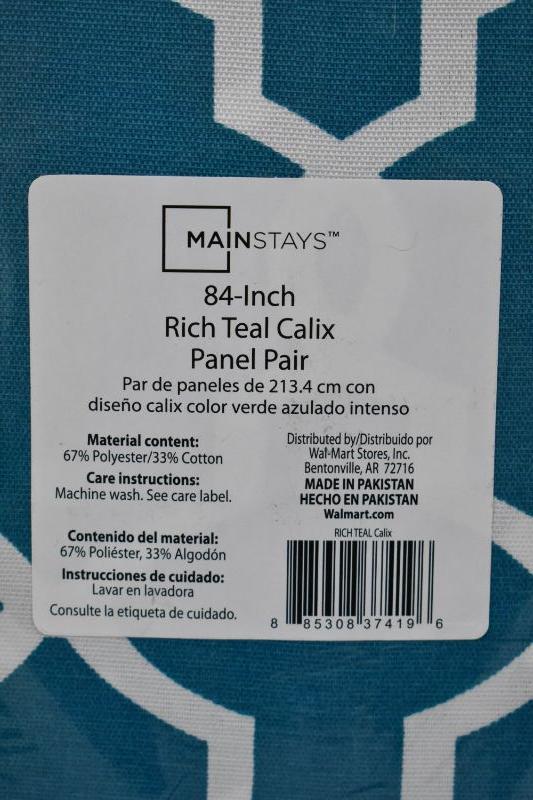 MAINSTAYS™
84-Inch
Rich Teal Calix
Panel Pair
Par de paneles de 213.4 cm con
diseño calix color verde azulado intenso
Material content:
67% Polyester/33% Cotton
Care instructions:
Machine wash. See care label.
Contenido del material:
67% Poliéster, 33% Algodón
Instrucciones de cuidado:
Lavar en lavadora
Consulte la etiqueta de cuidado.
Distributed by/Distribuido por
Wal-Mart Stores, Inc.
Bentonville, AR 72716
MADE IN PAKISTAN
HECHO EN PAKISTAN
Walmart.com
RICH TEAL Calix
8 85308 37419 6